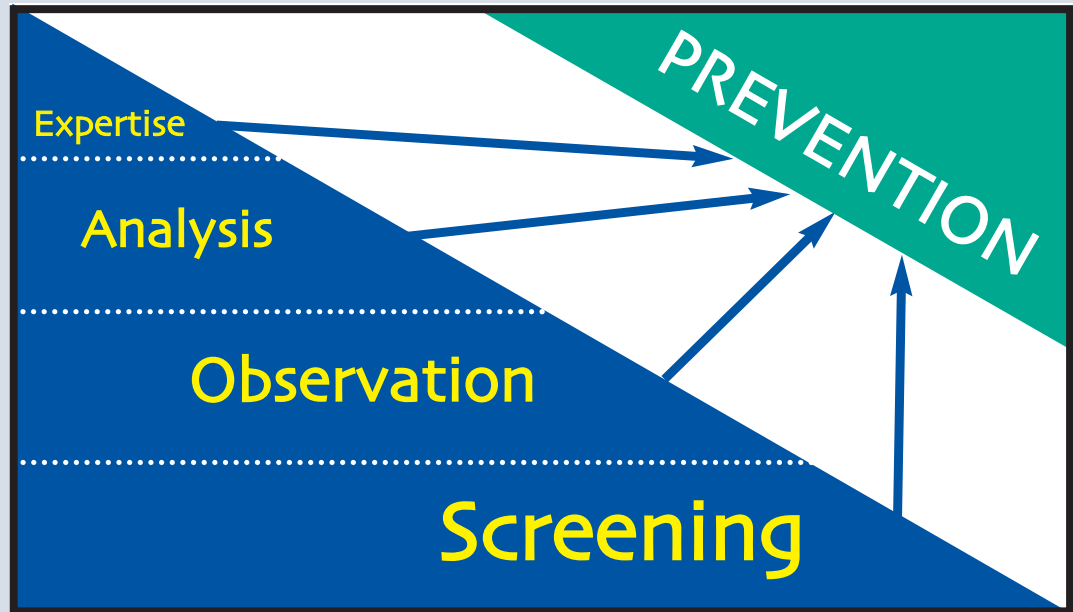 PREVENTION
Expertise
Analysis
Observation
Screening